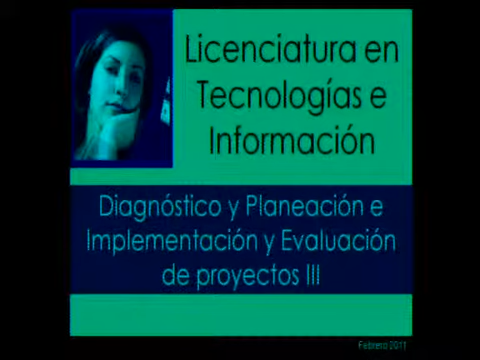 Licenciatura en
Tecnologías e
Información
Diagnóstico y Planeación e
Implementación y Evaluación
de proyectos III
Febrero 2011